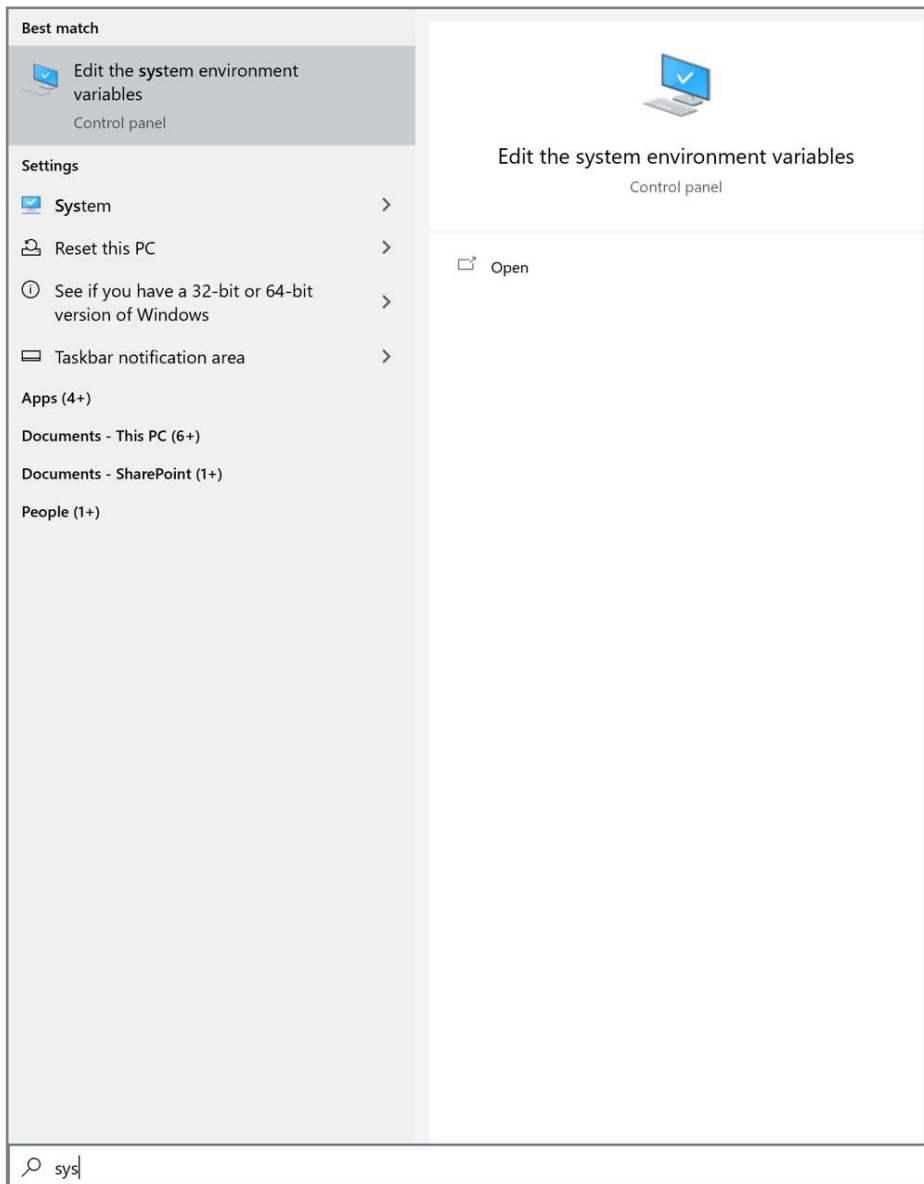 Best match
Edit the system environment
variables
Control panel
Settings
System
Reset this PC
See if you have a 32-bit or 64-bit
version of Windows
Taskbar notification area
Apps (4+)
Documents - This PC (6+)
Documents - SharePoint (1+)
People (1+)
Edit the system environment variables
Control panel
Open
sys